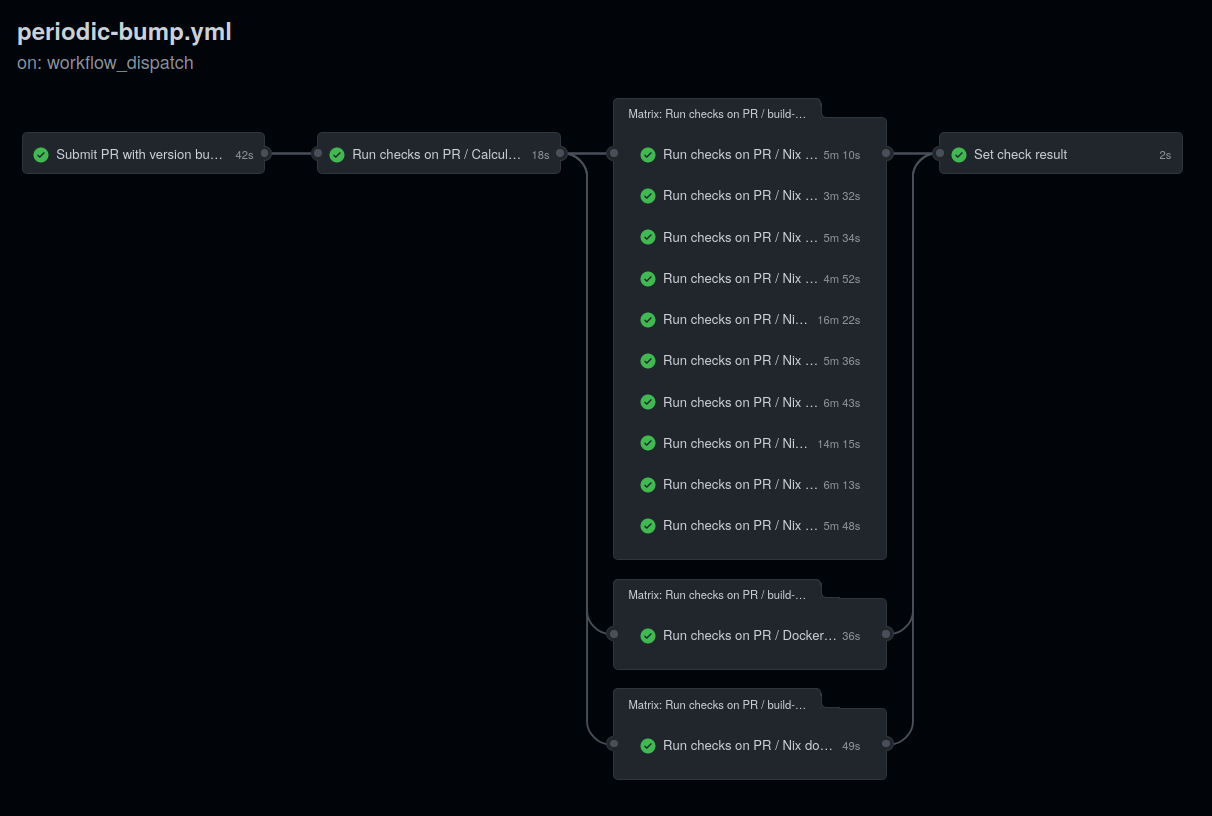 periodic-bump.yml
on: workflow_dispatch
Submit PR with version bu… 42s
Run checks on PR / Calcul… 18s
Matrix: Run checks on PR / build-…
Run checks on PR / Nix … 5m 10s
Run checks on PR / Nix … 3m 32s
Run checks on PR / Nix … 5m 34s
Run checks on PR / Nix … 4m 52s
Run checks on PR / Ni… 16m 22s
Run checks on PR / Nix … 5m 36s
Run checks on PR / Nix … 6m 43s
Run checks on PR / Ni… 14m 15s
Run checks on PR / Nix … 6m 13s
Run checks on PR / Nix … 5m 48s
Matrix: Run checks on PR / build-…
Run checks on PR / Docker… 36s
Matrix: Run checks on PR / build-…
Run checks on PR / Nix do… 49s
Set check result 2s